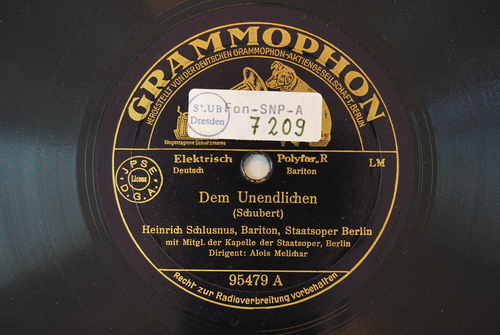 GRAMMOPHON
HERGESTELLT VON DER DEUTSCHEN GRAMMOPHON-AKTIENGESELLSCHAFT, BERLIN
SLUB
Dresden
Fon-SNP-A
7209
Eingetragene Schutzmarke
Elektrisch Polyfar R LM
Deutsch Bariton
JPSE
Licens
D.G.A.
Dem Unendlichen
(Schubert)
Heinrich Schlusnus, Bariton, Staatsoper Berlin
mit Mitgl. der Kapelle der Staatsoper, Berlin
Dirigent: Alois Melichar
95479 A
Recht zur Radioverbreitung vorbehalten